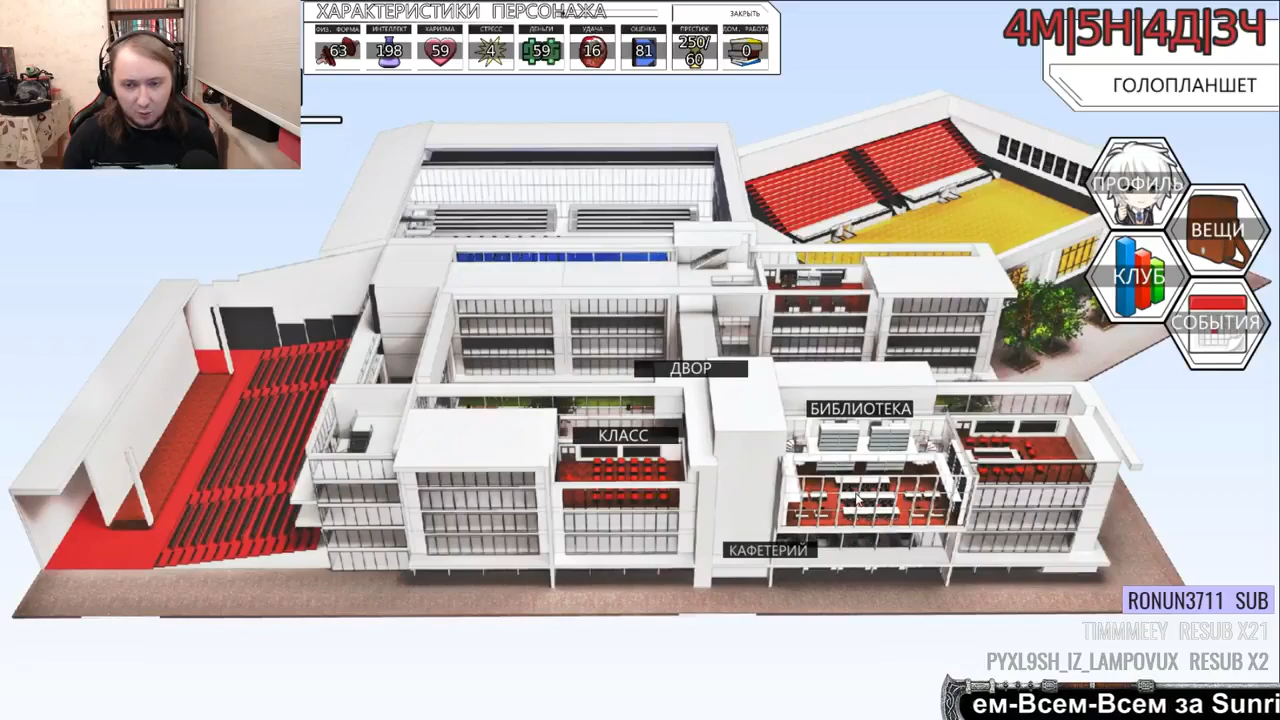 ХАРАКТЕРИСТИКИ ПЕРСОНАЖА
ЗАКРЫТЬ
ФИЗ. ФОРМА ИНТЕЛЛЕКТ ХАРИЗМА СТРЕСС ДЕНЬГИ УДАЧА ОЦЕНКА ПРЕСТИЖ ДОМ. РАБОТА
63 198 59 4 59 16 81 250/60 0
4М|5Н|4Д|3Ч
ГОЛОПЛАНШЕТ
ПРОФИЛЬ
ВЕЩИ
КЛУБ
СОБЫТИЯ
ДВОР
БИБЛИОТЕКА
КЛАСС
КАФЕТЕРИЙ
RONUN3711 SUB
TIMMMEEY RESUB X21
PYXL9SH_IZ_LAMPOVUX RESUB X2
ем-Всем-Всем за Sunri